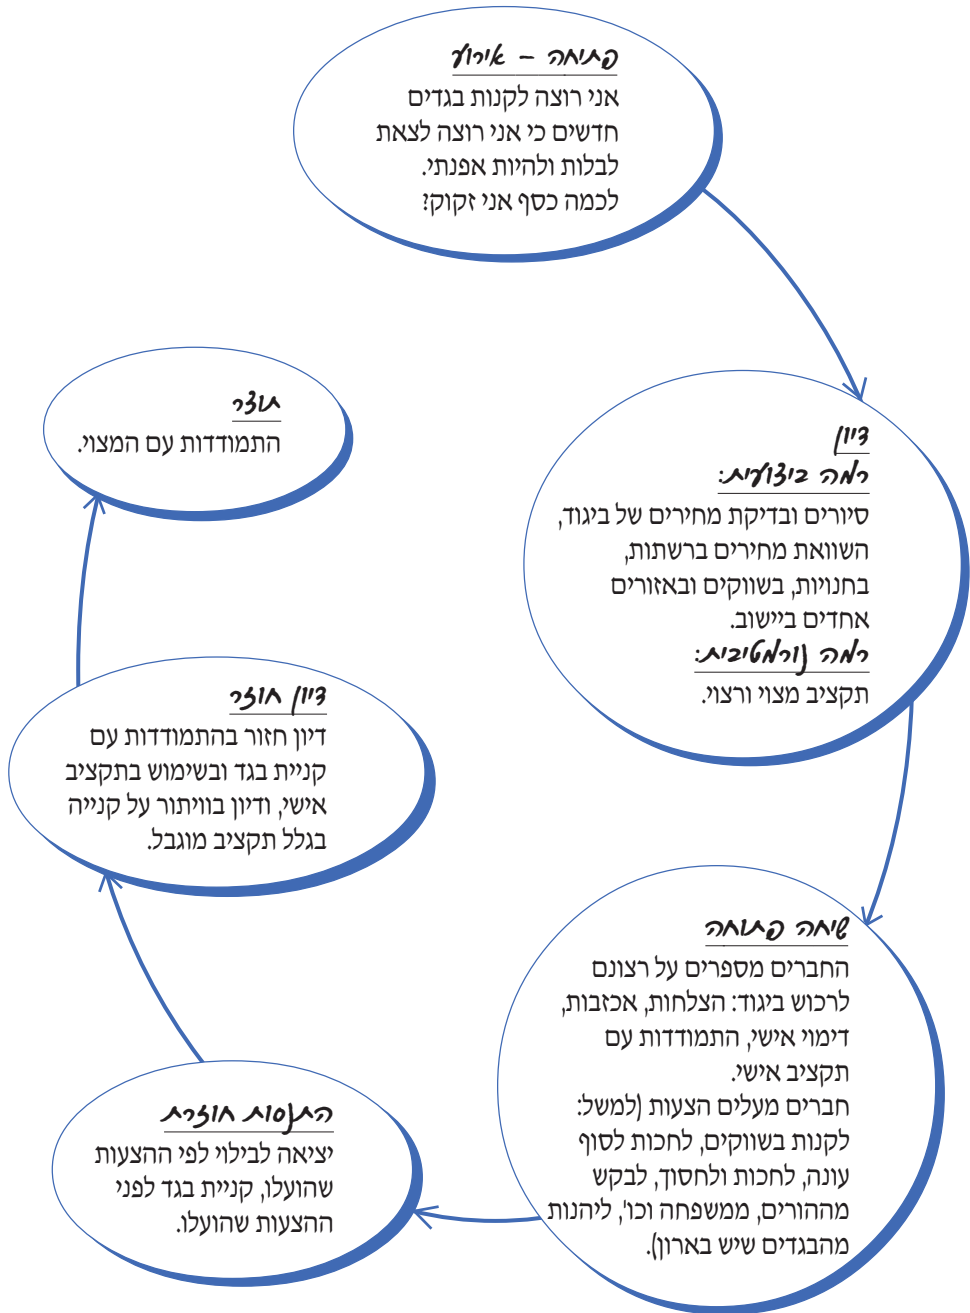 פתיחה – אירוע
אני רוצה לקנות בגדים
חדשים כי אני רוצה לצאת
לבלות ולהיות אפנתי.
לכמה כסף אני זקוק?
דיון
רמה ביצועית:
סיורים ובדיקת מחירים של ביגוד,
השוואת מחירים ברשתות,
בחנויות, בשווקים ובאזורים
אחדים ביישוב.
רמה נורמטיבית:
תקציב מצוי ורצוי.
שיחה פתוחה
החברים מספרים על רצונם
לרכוש ביגוד: הצלחות, אכזבות,
דימוי אישי, התמודדות עם
תקציב אישי.
חברים מעלים הצעות (למשל:
לקנות בשווקים, לחכות לסוף
עונה, לחכות ולחסוך, לבקש
מההורים, ממשפחה וכו', ליהנות
מהבגדים שיש בארון).
התנסות חוזרת
יציאה לבילוי לפי ההצעות
שהועלו, קניית בגד לפני
ההצעות שהועלו.
דיון חוזר
דיון חזור בהתמודדות עם
קניית בגד ובשימוש בתקציב
אישי, ודיון בוויתור על קנייה
בגלל תקציב מוגבל.
תוצר
התמודדות עם המצוי.